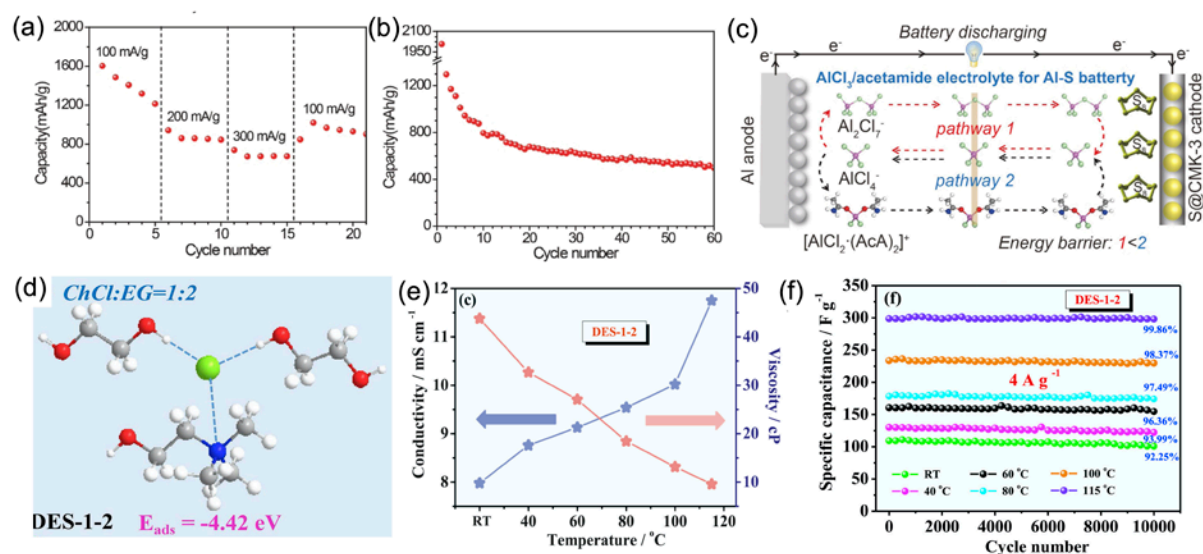 (a)
2000
1600
1200
800
400
0
Capacity(mAh/g)
100 mA/g
200 mA/g
300 mA/g
100 mA/g
0
5
10
15
20
Cycle number
(b)
2100
1950
1200
800
400
0
Capacity(mAh/g)
0
10
20
30
40
50
60
Cycle number
(c)
Battery discharging
e-
e-
e-
e-
AlCl3/acetamide electrolyte for Al-S batterty
Al anode
S@CMK-3 cathode
Al2Cl7-
pathway 1
AlCl4-
pathway 2
[AlCl2·(AcA)2]+
Energy barrier: 1<2
S8
S8
S8
(d)
ChCl:EG=1:2
DES-1-2
Eads = -4.42 eV
(e)
(c)
DES-1-2
12
11
10
9
8
Conductivity / mS cm-1
50
40
30
20
10
0
Viscosity / cP
RT
40
60
80
100
120
Temperature / °C
(f)
(f)
DES-1-2
350
300
250
200
150
100
50
0
Specific capacitance / F g-1
99.86%
98.37%
4 A g-1
97.49%
96.36%
93.99%
92.25%
RT
60 °C
100 °C
40 °C
80 °C
115 °C
0
2000
4000
6000
8000
10000
Cycle number